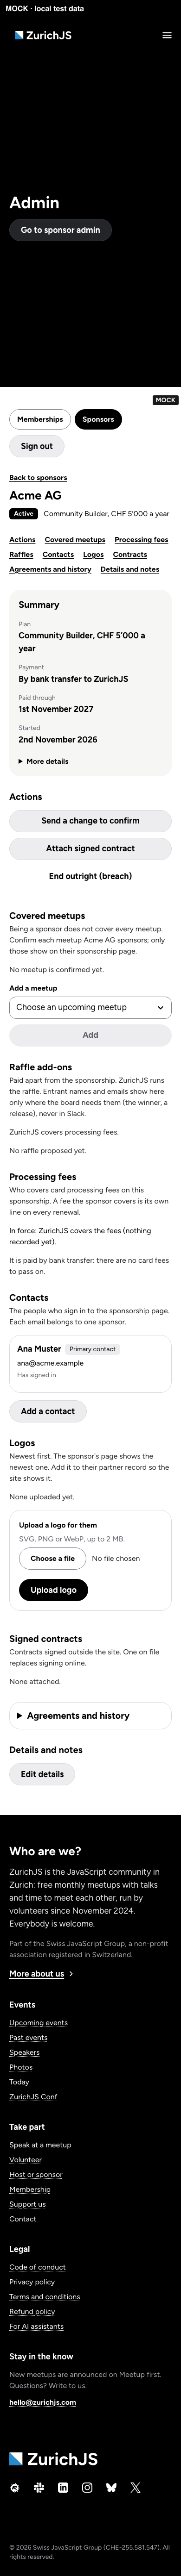 MOCK · local test data
ZurichJS
Admin
Go to sponsor admin
MOCK
Memberships
Sponsors
Sign out
Back to sponsors
Acme AG
Active Community Builder, CHF 5'000 a year
Actions Covered meetups Processing fees
Raffles Contacts Logos Contracts
Agreements and history Details and notes
Summary
Plan
Community Builder, CHF 5'000 a
year
Payment
By bank transfer to ZurichJS
Paid through
1st November 2027
Started
2nd November 2026
More details
Actions
Send a change to confirm
Attach signed contract
End outright (breach)
Covered meetups
Being a sponsor does not cover every meetup.
Confirm each meetup Acme AG sponsors; only
those show on their sponsorship page.
No meetup is confirmed yet.
Add a meetup
Choose an upcoming meetup
Add
Raffle add-ons
Paid apart from the sponsorship. ZurichJS runs
the raffle. Entrant names and emails show here
only where the board needs them (the winner, a
release), never in Slack.
ZurichJS covers processing fees.
No raffle proposed yet.
Processing fees
Who covers card processing fees on this
sponsorship. A fee the sponsor covers is its own
line on every renewal.
In force: ZurichJS covers the fees (nothing
recorded yet).
It is paid by bank transfer: there are no card fees
to pass on.
Contacts
The people who sign in to the sponsorship page.
Each email belongs to one sponsor.
Ana Muster Primary contact
ana@acme.example
Has signed in
Add a contact
Logos
Newest first. The sponsor's page shows the
newest one. Add it to their partner record so the
site shows it.
None uploaded yet.
Upload a logo for them
SVG, PNG or WebP, up to 2 MB.
Choose a file No file chosen
Upload logo
Signed contracts
Contracts signed outside the site. One on file
replaces signing online.
None attached.
Agreements and history
Details and notes
Edit details
Who are we?
ZurichJS is the JavaScript community in
Zurich: free monthly meetups with talks
and time to meet each other, run by
volunteers since November 2024.
Everybody is welcome.
Part of the Swiss JavaScript Group, a non-profit
association registered in Switzerland.
More about us
Events
Upcoming events
Past events
Speakers
Photos
Today
ZurichJS Conf
Take part
Speak at a meetup
Volunteer
Host or sponsor
Membership
Support us
Contact
Legal
Code of conduct
Privacy policy
Terms and conditions
Refund policy
For AI assistants
Stay in the know
New meetups are announced on Meetup first.
Questions? Write to us.
hello@zurichjs.com
ZurichJS
© 2026 Swiss JavaScript Group (CHE-255.581.547). All
rights reserved.